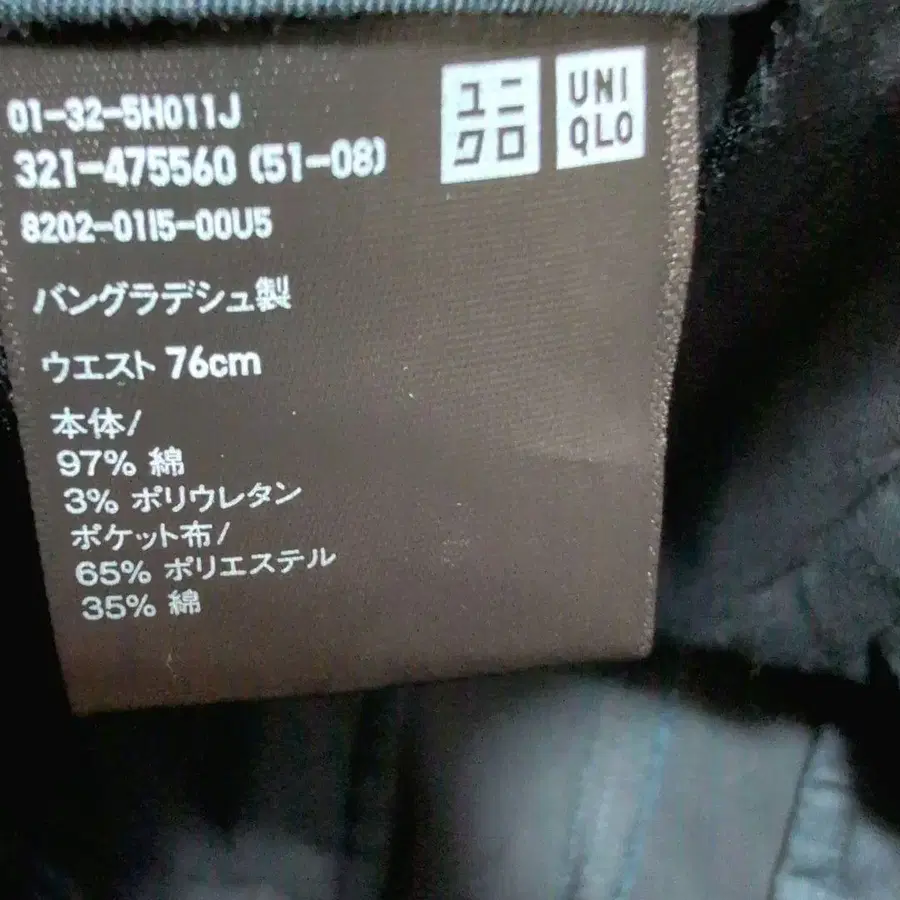 01-32-5H011J
321-475560 (51-08)
8202-0115-00U5
ユニ
クロ
UNI
QLO
バングラデシュ製
ウエスト 76cm
本体/
97% 綿
3% ポリウレタン
ポケット布/
65% ポリエステル
35% 綿